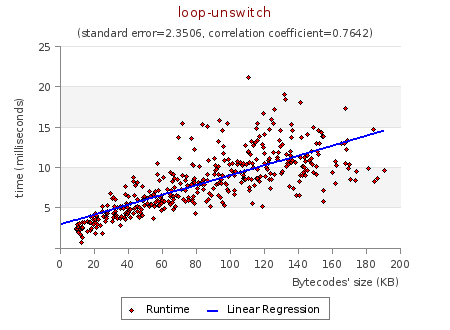 loop-unswitch
(standard error=2.3506, correlation coefficient=0.7642)
25
20
15
10
5
time (milliseconds)
0 20 40 60 80 100 120 140 160 180 200
Bytecodes' size (KB)
Runtime Linear Regression